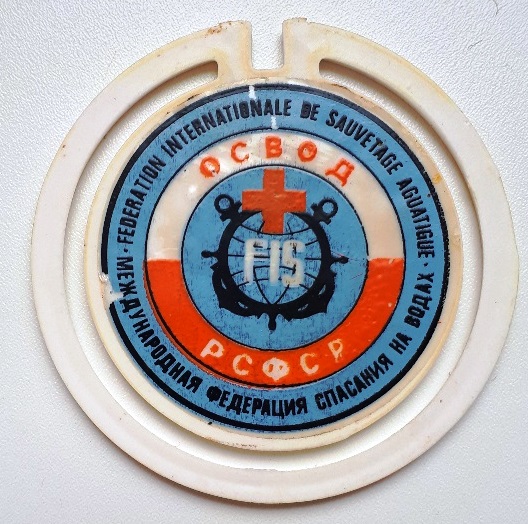 FEDERATION INTERNATIONALE DE SAUVETAGE AGUATIGUE
ОСВОД
FIS
РСФСР
МЕЖДУНАРОДНАЯ ФЕДЕРАЦИЯ СПАСАНИЯ НА ВОДАХ